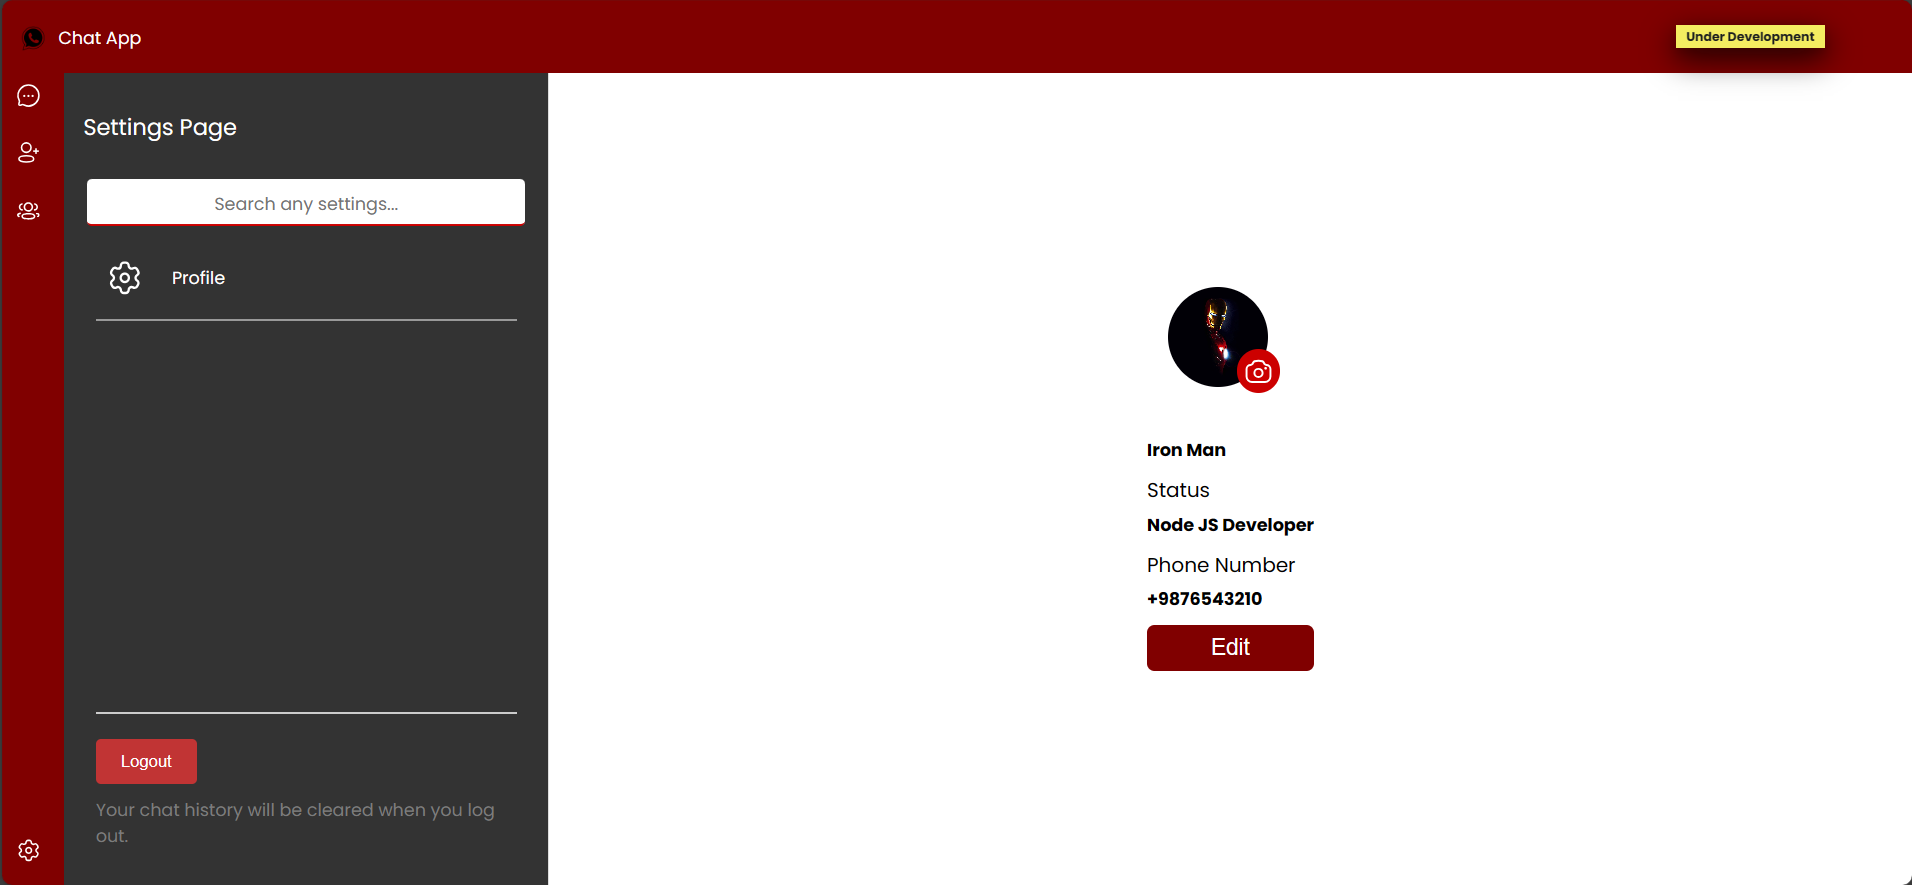 Chat App
Under Development
Settings Page
Search any settings...
Profile
Logout
Your chat history will be cleared when you log
out.
Iron Man
Status
Node JS Developer
Phone Number
+9876543210
Edit